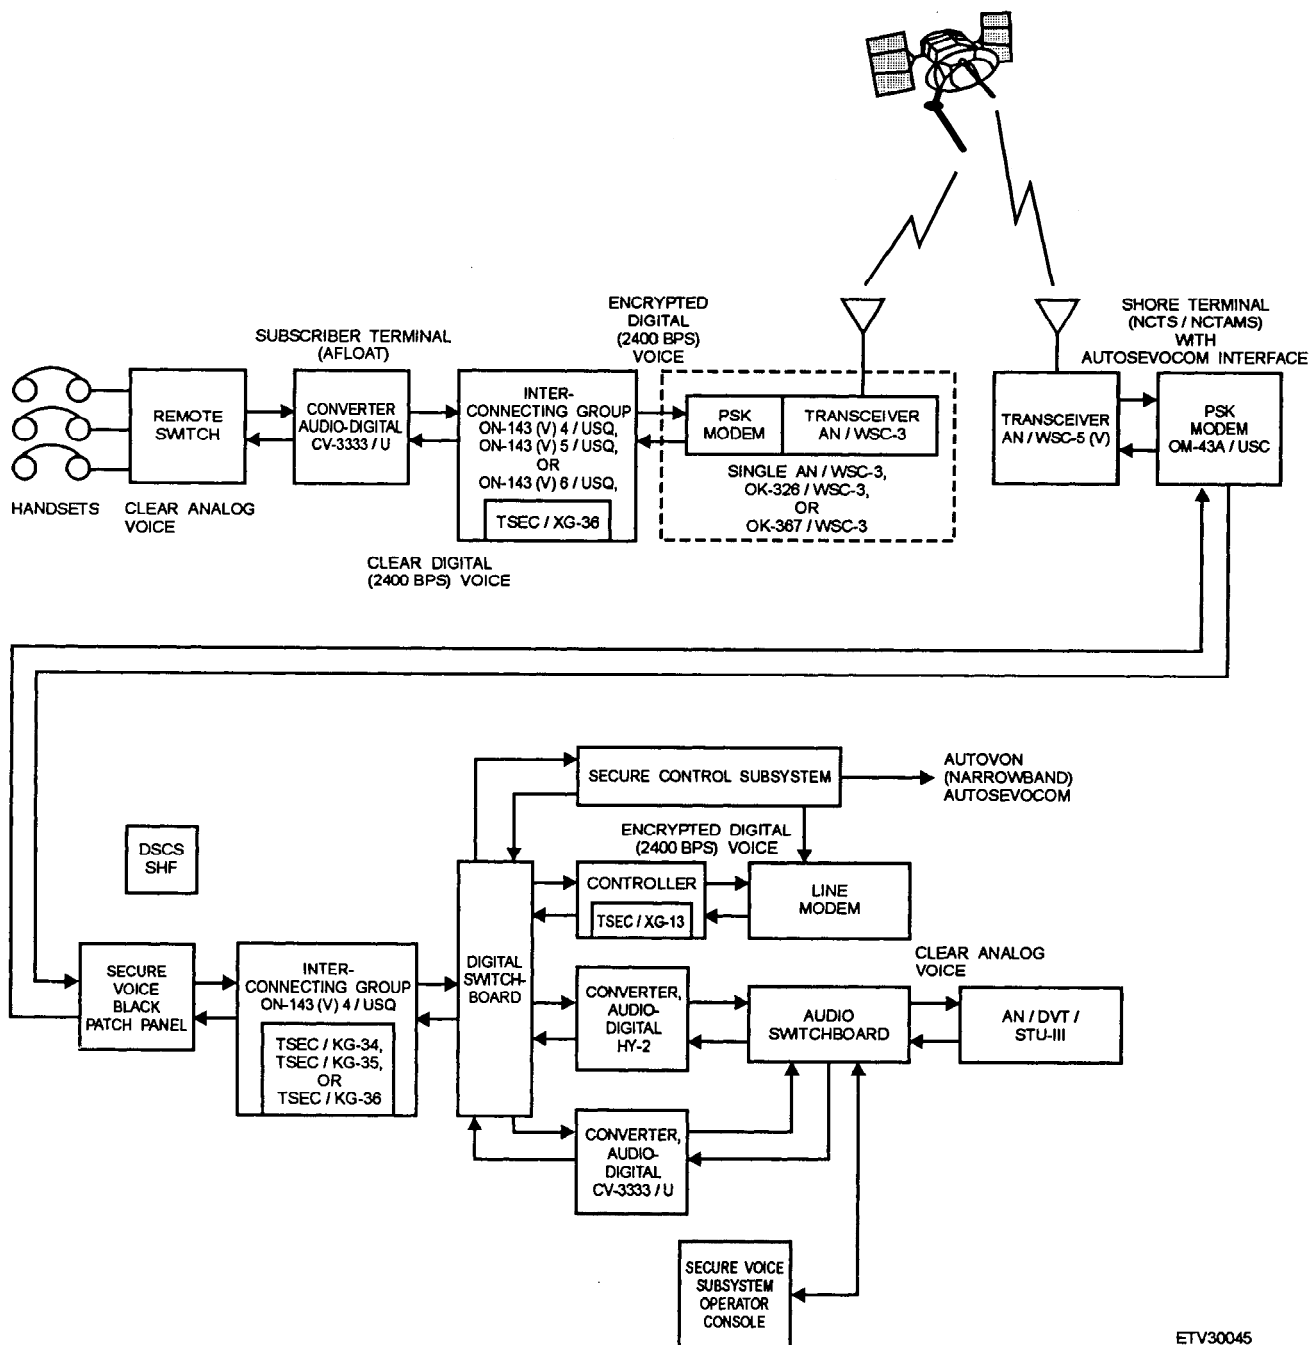 ENCRYPTED
DIGITAL
(2400 BPS)
VOICE
SHORE TERMINAL
(NCTS / NCTAMS)
WITH
AUTOSEVOCOM INTERFACE
SUBSCRIBER TERMINAL
(AFLOAT)
HANDSETS
REMOTE
SWITCH
CLEAR ANALOG
VOICE
CONVERTER
AUDIO-DIGITAL
CV-3333 / U
INTER-
CONNECTING GROUP
ON-143 (V) 4 / USQ,
ON-143 (V) 5 / USQ,
OR
ON-143 (V) 6 / USQ,
TSEC / XG-36
CLEAR DIGITAL
(2400 BPS) VOICE
PSK
MODEM
TRANSCEIVER
AN / WSC-3
SINGLE AN / WSC-3,
OK-326 / WSC-3,
OR
OK-367 / WSC-3
TRANSCEIVER
AN / WSC-5 (V)
PSK
MODEM
OM-43A / USC
SECURE CONTROL SUBSYSTEM
AUTOVON
(NARROWBAND)
AUTOSEVOCOM
ENCRYPTED DIGITAL
(2400 BPS) VOICE
DSCS
SHF
CONTROLLER
TSEC / XG-13
LINE
MODEM
SECURE
VOICE
BLACK
PATCH PANEL
INTER-
CONNECTING GROUP
ON-143 (V) 4 / USQ
TSEC / KG-34,
TSEC / KG-35,
OR
TSEC / KG-36
DIGITAL
SWITCH-
BOARD
CONVERTER,
AUDIO-
DIGITAL
HY-2
AUDIO
SWITCHBOARD
CLEAR ANALOG
VOICE
AN / DVT /
STU-III
CONVERTER,
AUDIO-
DIGITAL
CV-3333 / U
SECURE VOICE
SUBSYSTEM
OPERATOR
CONSOLE
ETV30045